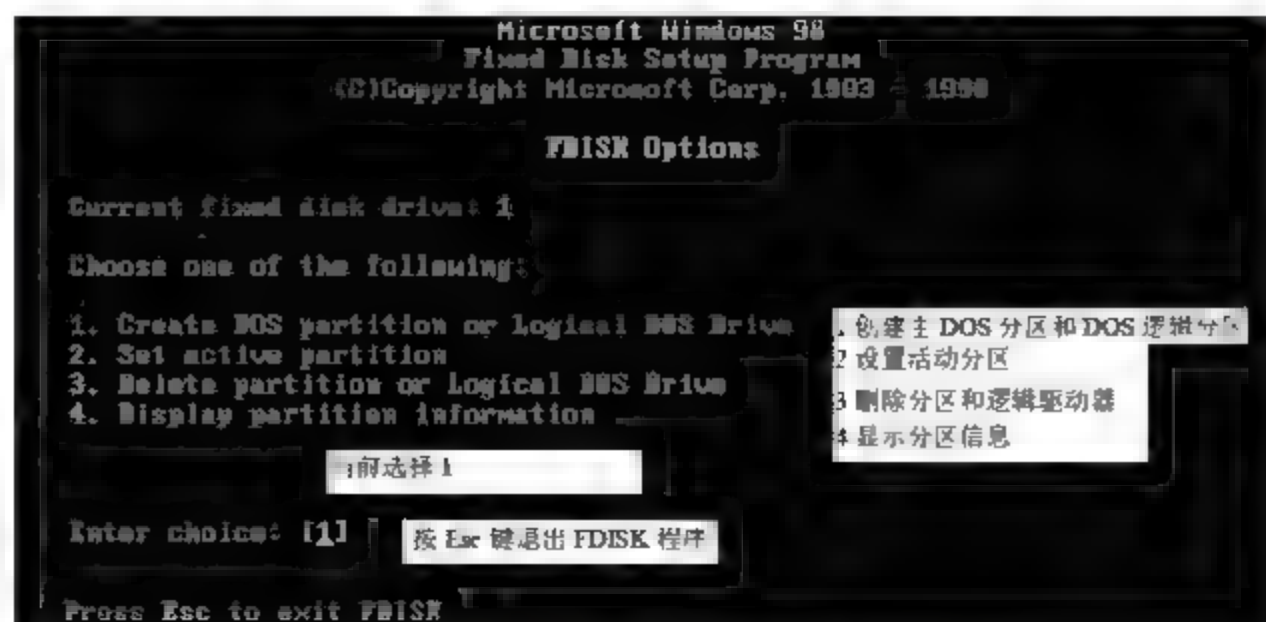 Microsoft Windows 98
Fixed Disk Setup Program
(C)Copyright Microsoft Corp. 1983 - 1998
FDISK Options
Current fixed disk drive: 1
Choose one of the following:
1. Create DOS partition or Logical DOS Drive
2. Set active partition
3. Delete partition or Logical DOS Drive
4. Display partition information
创建主 DOS 分区和 DOS 逻辑分区
2 设置活动分区
3 删除分区和逻辑驱动器
4 显示分区信息
前选择 1
Enter choice: [1]
按 Esc 键退出 FDISK 程序
Press Esc to exit FDISK